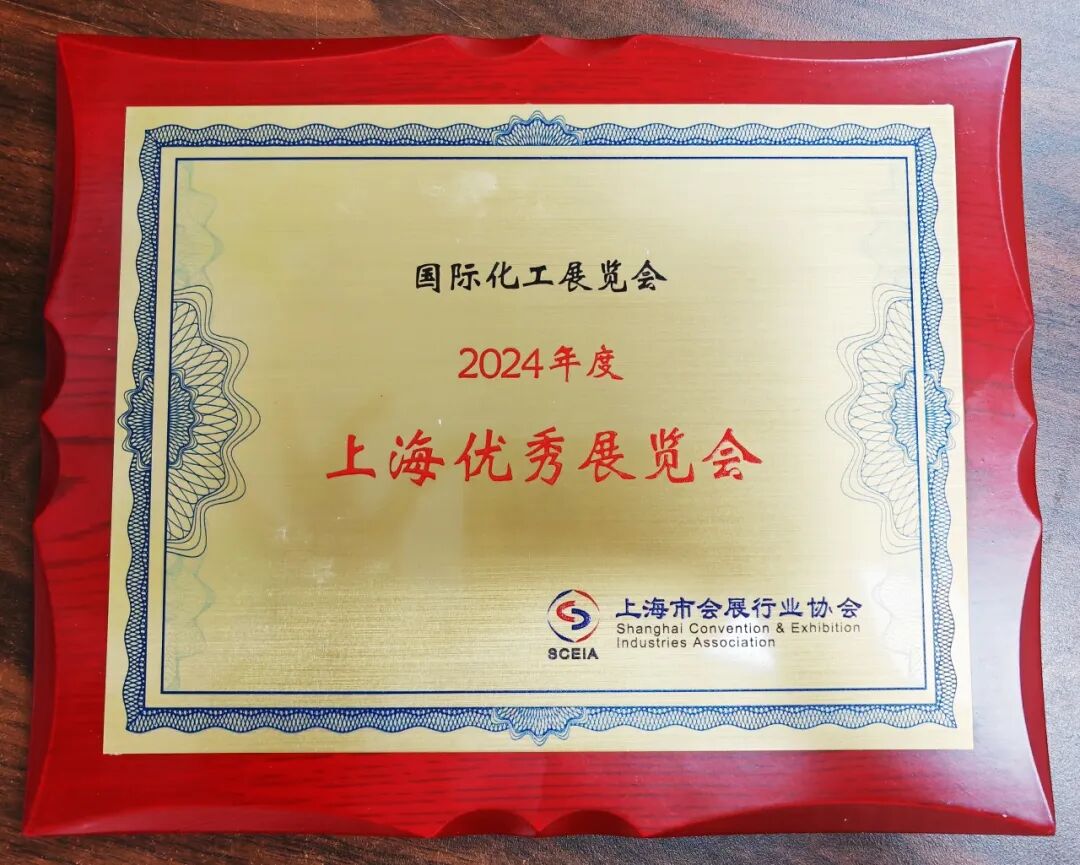 国际化工展览会
2024年度
上海优秀展览会
上海市会展行业协会
Shanghai Convention & Exhibition
Industries Association
SCEIA